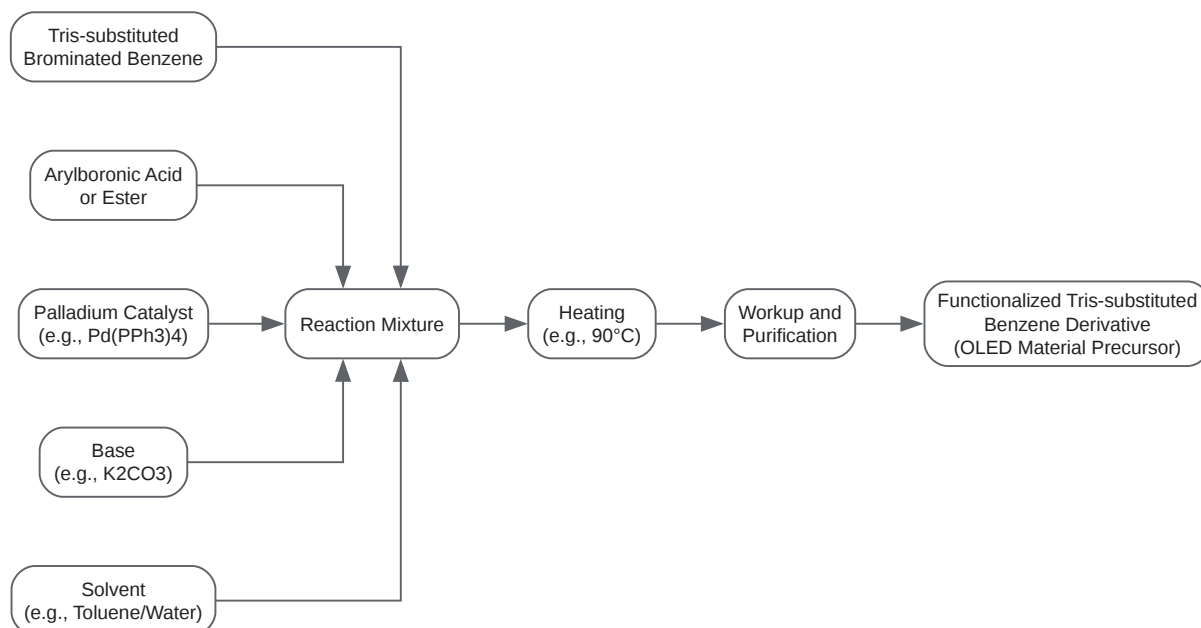 Tris-substituted
Brominated Benzene
Arylboronic Acid
or Ester
Palladium Catalyst
(e.g., Pd(PPh3)4)
Reaction Mixture
Heating
(e.g., 90°C)
Workup and
Purification
Functionalized Tris-substituted
Benzene Derivative
(OLED Material Precursor)
Base
(e.g., K2CO3)
Solvent
(e.g., Toluene/Water)